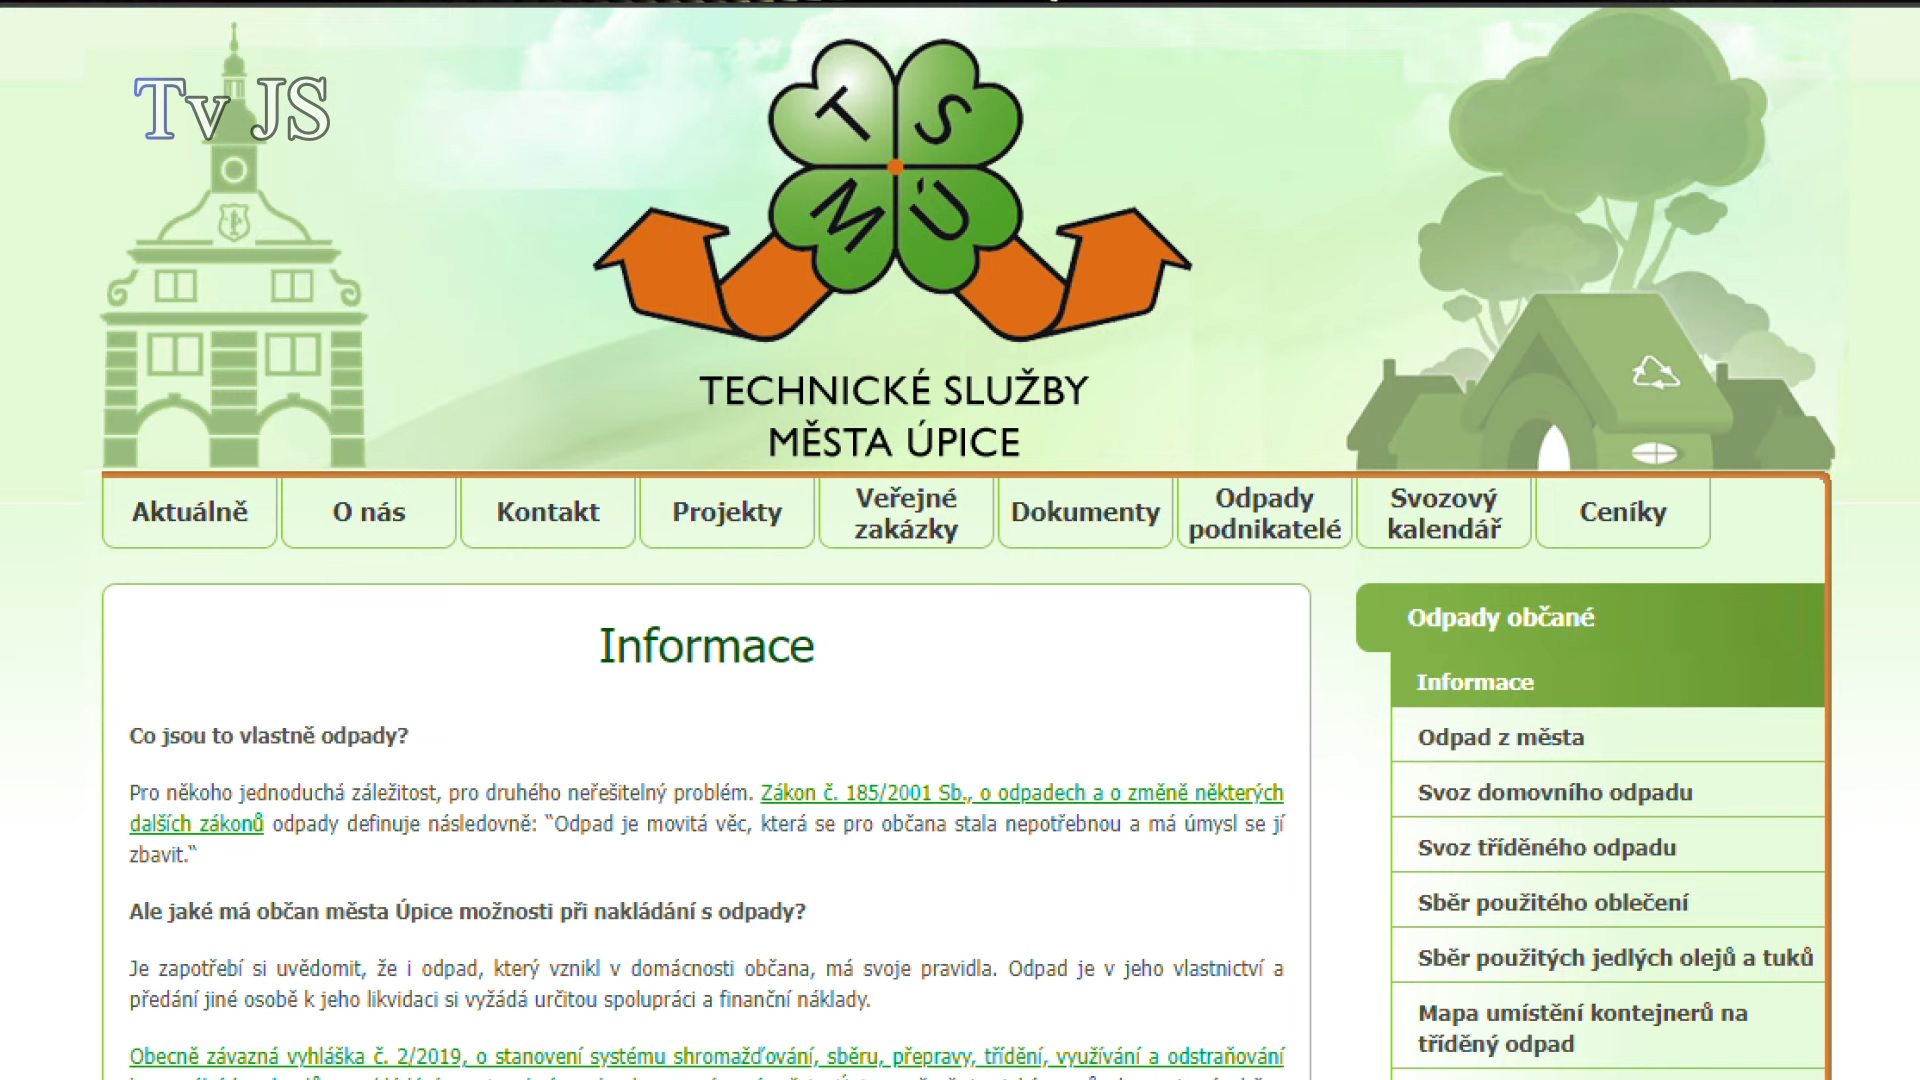 Tv JS
T S
M Ú
TECHNICKÉ SLUŽBY
MĚSTA ÚPICE
Aktuálně
O nás
Kontakt
Projekty
Veřejné
zakázky
Dokumenty
Odpady
podnikatelé
Svozový
kalendář
Ceníky
Informace
Co jsou to vlastně odpady?
Pro někoho jednoduchá záležitost, pro druhého neřešitelný problém. Zákon č. 185/2001 Sb., o odpadech a o změně některých
dalších zákonů odpady definuje následovně: “Odpad je movitá věc, která se pro občana stala nepotřebnou a má úmysl se jí
zbavit.“
Ale jaké má občan města Úpice možnosti při nakládání s odpady?
Je zapotřebí si uvědomit, že i odpad, který vznikl v domácnosti občana, má svoje pravidla. Odpad je v jeho vlastnictví a
předání jiné osobě k jeho likvidaci si vyžádá určitou spolupráci a finanční náklady.
Obecně závazná vyhláška č. 2/2019, o stanovení systému shromažďování, sběru, přepravy, třídění, využívání a odstraňování
Odpady občané
Informace
Odpad z města
Svoz domovního odpadu
Svoz tříděného odpadu
Sběr použitého oblečení
Sběr použitých jedlých olejů a tuků
Mapa umístění kontejnerů na
tříděný odpad